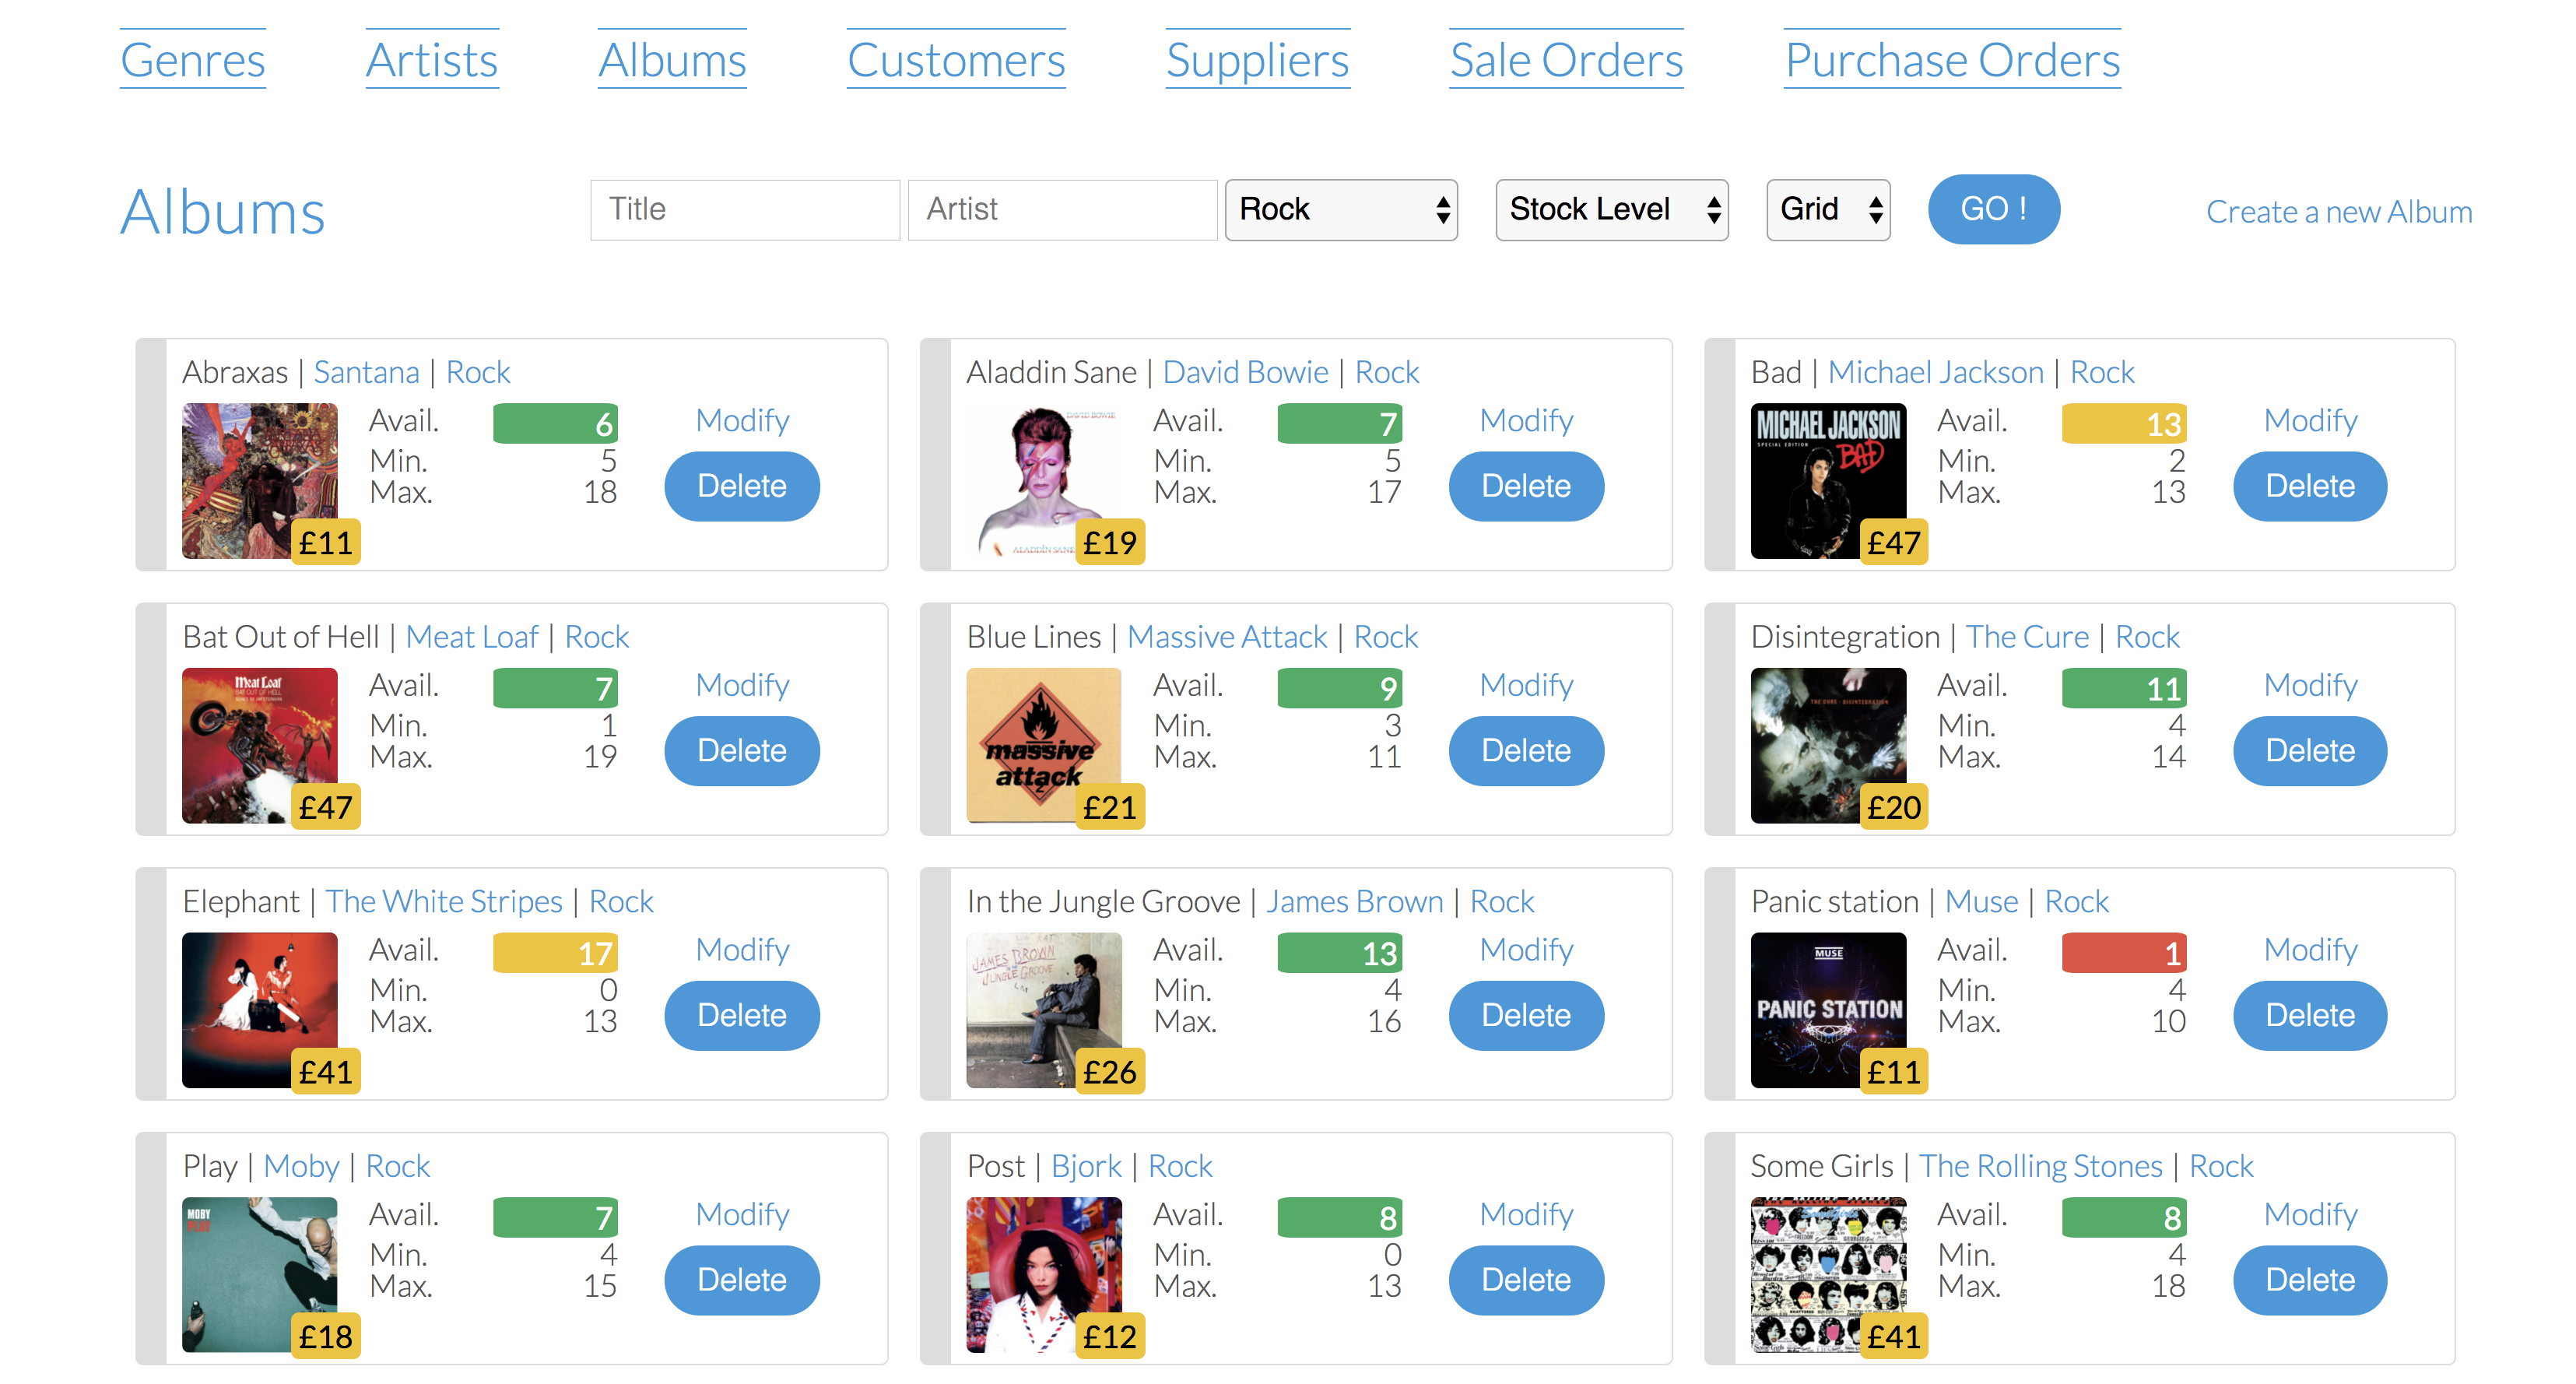 Genres Artists Albums Customers Suppliers Sale Orders Purchase Orders
Albums Title Artist Rock Stock Level Grid GO ! Create a new Album
Abraxas | Santana | Rock
Avail. 6 Modify
Min. 5
Max. 18 Delete
£11
Aladdin Sane | David Bowie | Rock
DAVID BOWIE
Avail. 7 Modify
Min. 5
Max. 17 Delete
ALADDIN SANE
£19
Bad | Michael Jackson | Rock
MICHAEL JACKSON
SPECIAL EDITION
BAD
Avail. 13 Modify
Min. 2
Max. 13 Delete
£47
Bat Out of Hell | Meat Loaf | Rock
Meat Loaf
BAT OUT OF HELL
Avail. 7 Modify
Min. 1
Max. 19 Delete
£47
Blue Lines | Massive Attack | Rock
massive
attack
Avail. 9 Modify
Min. 3
Max. 11 Delete
£21
Disintegration | The Cure | Rock
THE CURE · DISINTEGRATION
Avail. 11 Modify
Min. 4
Max. 14 Delete
£20
Elephant | The White Stripes | Rock
Avail. 17 Modify
Min. 0
Max. 13 Delete
£41
In the Jungle Groove | James Brown | Rock
JAMES BROWN
JUNGLE GROOVE
Avail. 13 Modify
Min. 4
Max. 16 Delete
£26
Panic station | Muse | Rock
MUSE
PANIC STATION
Avail. 1 Modify
Min. 4
Max. 10 Delete
£11
Play | Moby | Rock
MOBY
PLAY
Avail. 7 Modify
Min. 4
Max. 15 Delete
£18
Post | Bjork | Rock
Avail. 8 Modify
Min. 0
Max. 13 Delete
£12
Some Girls | The Rolling Stones | Rock
Avail. 8 Modify
Min. 4
Max. 18 Delete
£41